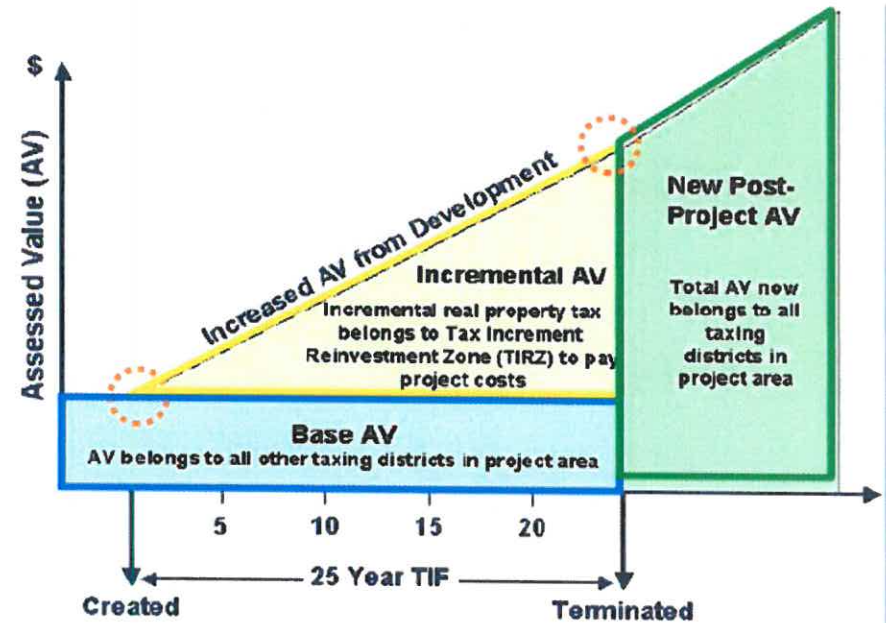 $
Assessed Value (AV)
Increased AV from Development
Incremental AV
Incremental real property tax
belongs to Tax Increment
Reinvestment Zone (TIRZ) to pay
project costs
New Post-
Project AV
Total AV now
belongs to all
taxing
districts in
project area
Base AV
AV belongs to all other taxing districts in project area
5 10 15 20
25 Year TIF
Created
Terminated